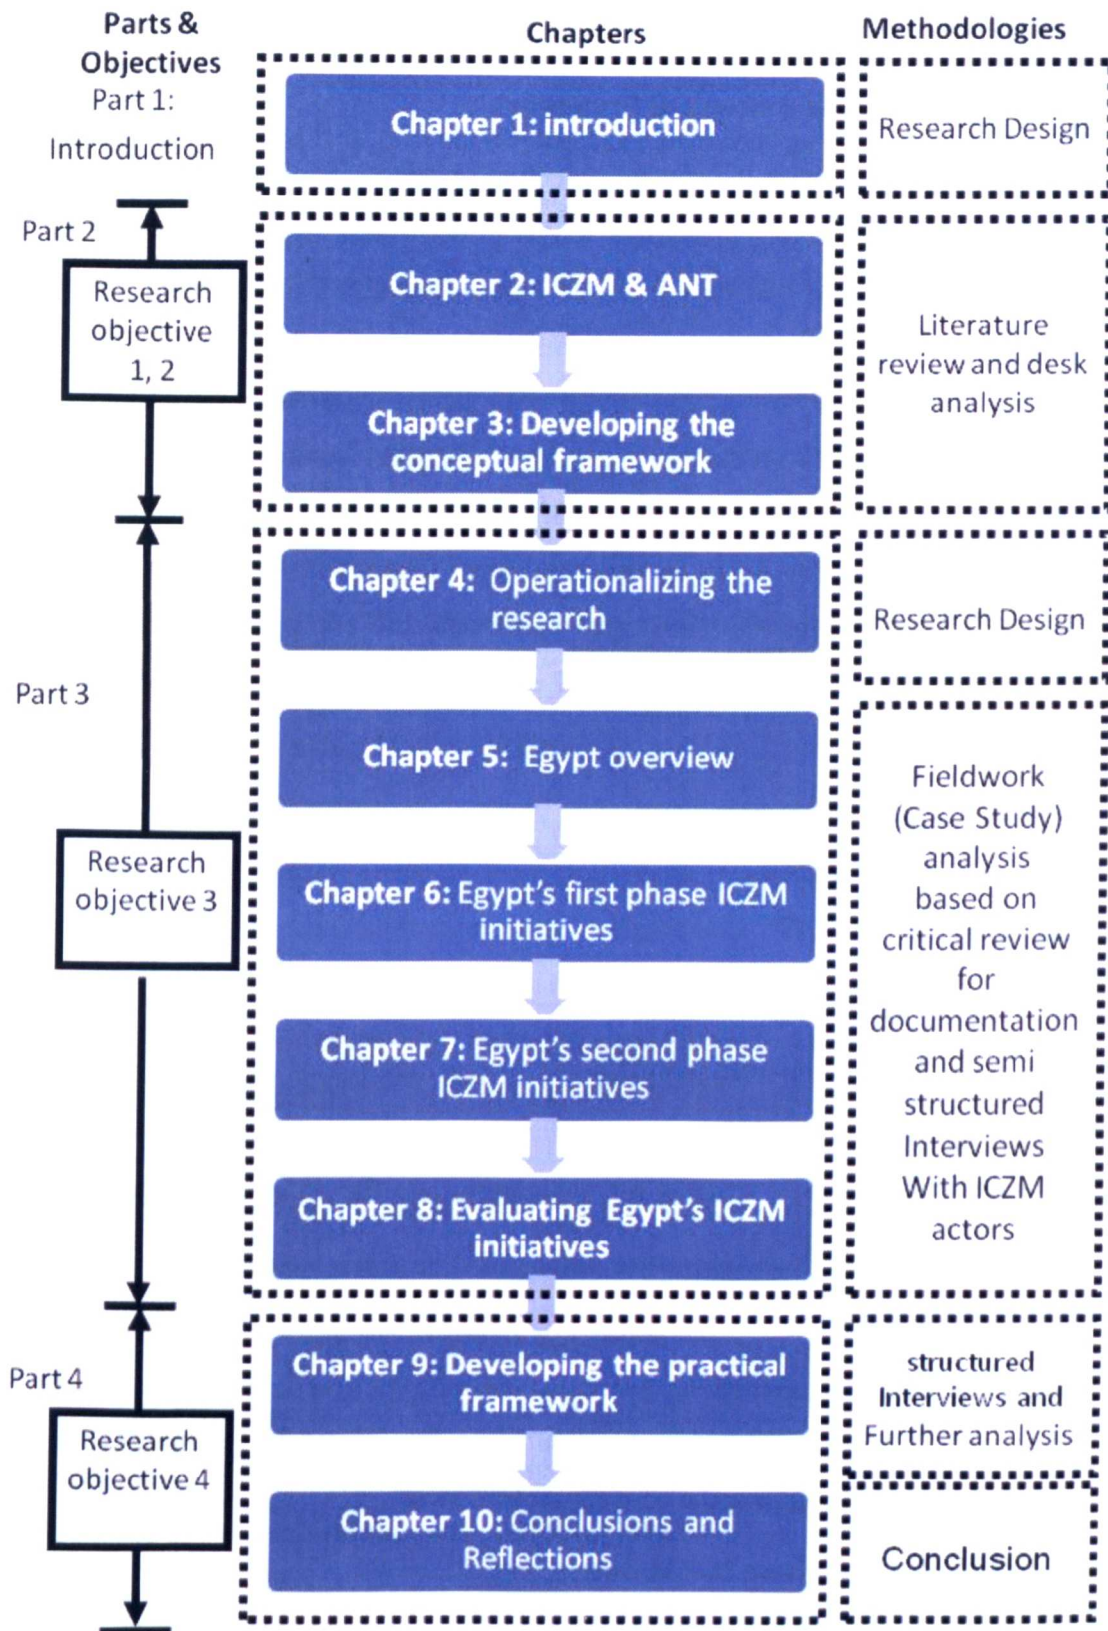 Parts &
Objectives
Chapters
Methodologies
Part 1:
Introduction
Chapter 1: introduction
Research Design
Part 2
Research
objective
1, 2
Chapter 2: ICZM & ANT
Chapter 3: Developing the
conceptual framework
Literature
review and desk
analysis
Part 3
Research
objective 3
Chapter 4: Operationalizing the
research
Research Design
Chapter 5: Egypt overview
Chapter 6: Egypt's first phase ICZM
initiatives
Chapter 7: Egypt's second phase
ICZM initiatives
Chapter 8: Evaluating Egypt's ICZM
initiatives
Fieldwork
(Case Study)
analysis
based on
critical review
for
documentation
and semi
structured
Interviews
With ICZM
actors
Part 4
Research
objective 4
Chapter 9: Developing the practical
framework
structured
Interviews and
Further analysis
Chapter 10: Conclusions and
Reflections
Conclusion